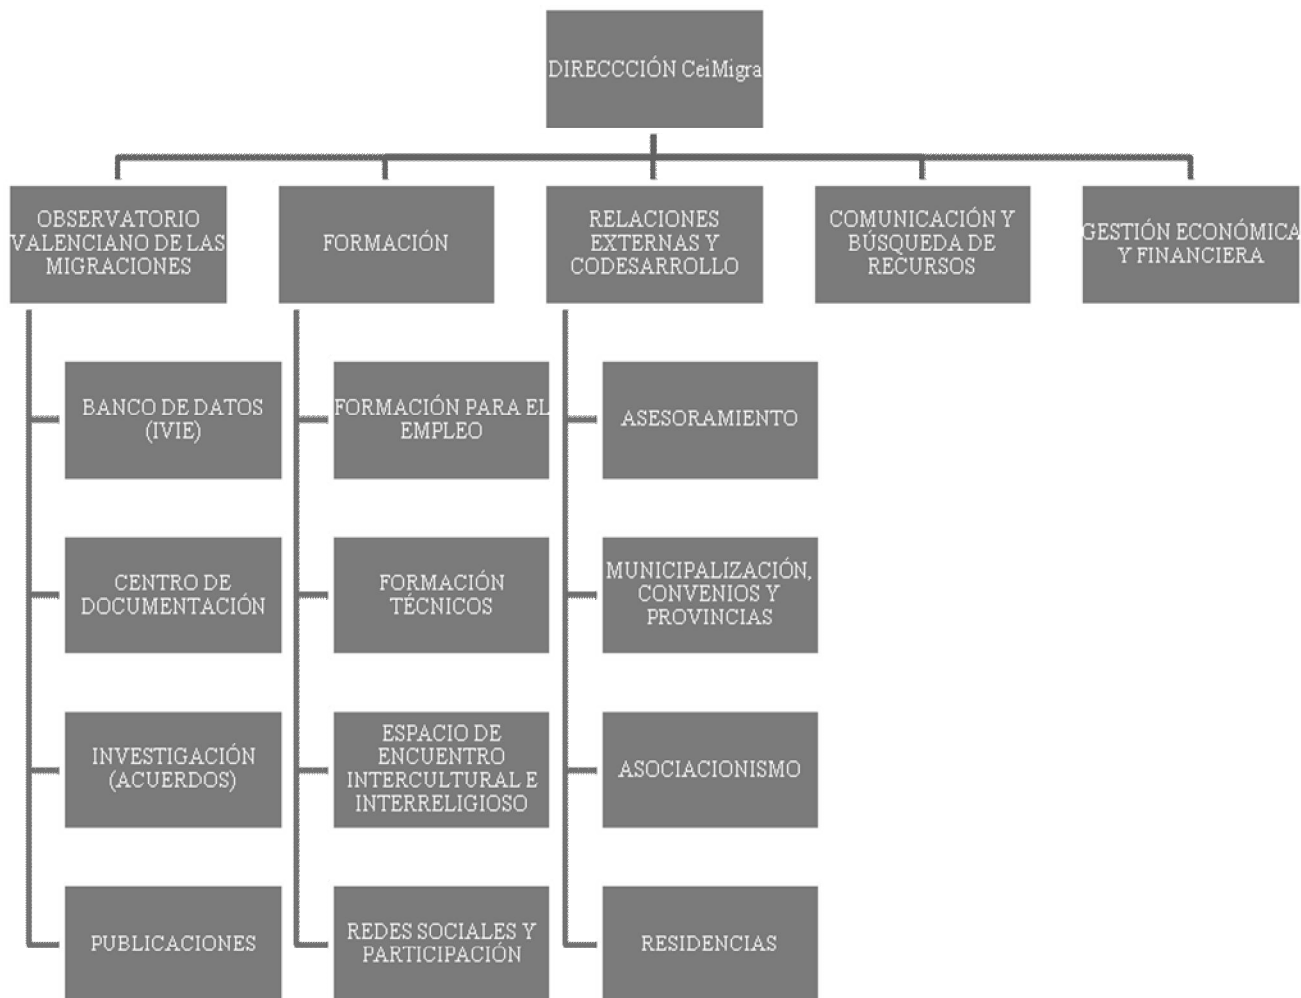 DIRECCCIÓN CeiMigra
OBSERVATORIO
VALENCIANO DE LAS
MIGRACIONES
FORMACIÓN
RELACIONES
EXTERNAS Y
CODESARROLLO
COMUNICACIÓN Y
BÚSQUEDA DE
RECURSOS
GESTIÓN ECONÓMICA
Y FINANCIERA
BANCO DE DATOS
(IVIE)
CENTRO DE
DOCUMENTACIÓN
INVESTIGACIÓN
(ACUERDOS)
PUBLICACIONES
FORMACIÓN PARA EL
EMPLEO
FORMACIÓN
TÉCNICOS
ESPACIO DE
ENCUENTRO
INTERCULTURAL E
INTERRELIGIOSO
REDES SOCIALES Y
PARTICIPACIÓN
ASESORAMIENTO
MUNICIPALIZACIÓN,
CONVENIOS Y
PROVINCIAS
ASOCIACIONISMO
RESIDENCIAS